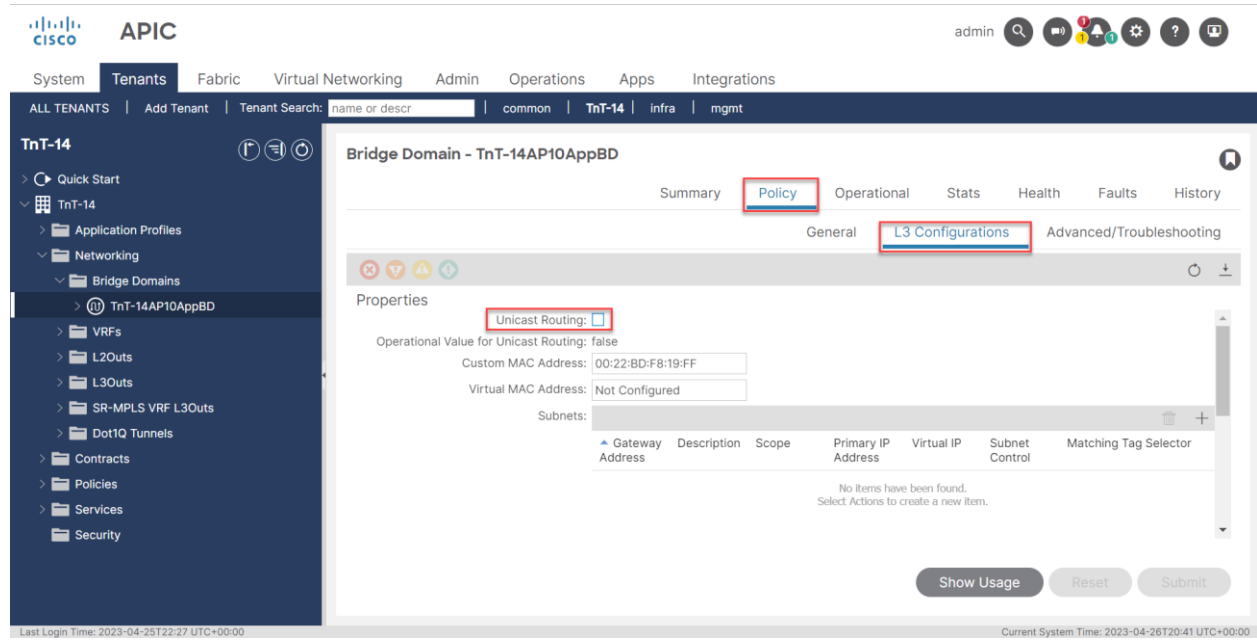 CISCO APIC admin 1 1 1
System Tenants Fabric Virtual Networking Admin Operations Apps Integrations
ALL TENANTS | Add Tenant | Tenant Search: name or descr | common | TnT-14 | infra | mgmt
TnT-14
Quick Start
TnT-14
Application Profiles
Networking
Bridge Domains
TnT-14AP10AppBD
VRFs
L2Outs
L3Outs
SR-MPLS VRF L3Outs
Dot1Q Tunnels
Contracts
Policies
Services
Security
Bridge Domain - TnT-14AP10AppBD
Summary Policy Operational Stats Health Faults History
General L3 Configurations Advanced/Troubleshooting
Properties
Unicast Routing:
Operational Value for Unicast Routing: false
Custom MAC Address: 00:22:BD:F8:19:FF
Virtual MAC Address: Not Configured
Subnets:
Gateway Description Scope Primary IP Virtual IP Subnet Matching Tag Selector
Address Address Control
No items have been found.
Select Actions to create a new item.
Show Usage Reset Submit
Last Login Time: 2023-04-25T22:27 UTC+00:00 Current System Time: 2023-04-26T20:41 UTC+00:00